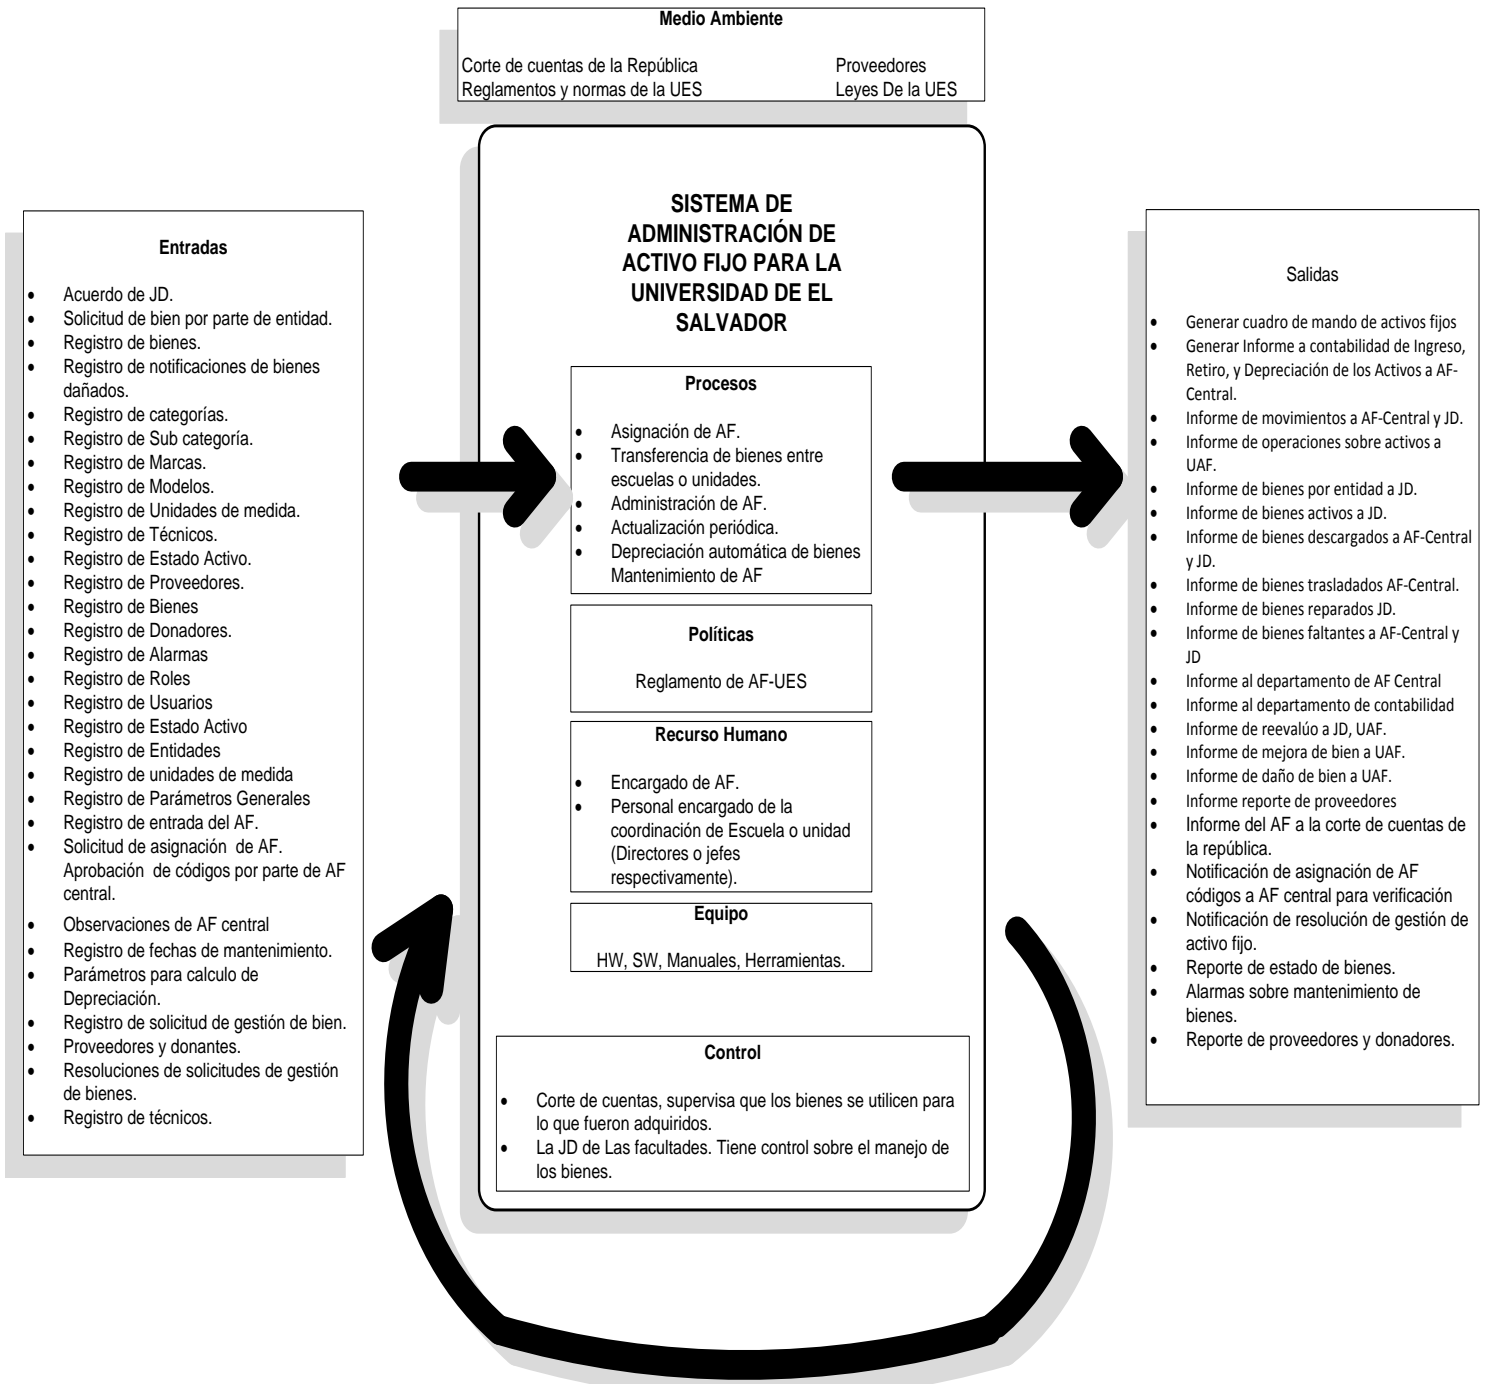 Medio Ambiente
Corte de cuentas de la República Proveedores
Reglamentos y normas de la UES Leyes De la UES
SISTEMA DE
ADMINISTRACIÓN DE
ACTIVO FIJO PARA LA
UNIVERSIDAD DE EL
SALVADOR
Entradas
• Acuerdo de JD.
• Solicitud de bien por parte de entidad.
• Registro de bienes.
• Registro de notificaciones de bienes
dañados.
• Registro de categorías.
• Registro de Sub categoría.
• Registro de Marcas.
• Registro de Modelos.
• Registro de Unidades de medida.
• Registro de Técnicos.
• Registro de Estado Activo.
• Registro de Proveedores.
• Registro de Bienes
• Registro de Donadores.
• Registro de Alarmas
• Registro de Roles
• Registro de Usuarios
• Registro de Estado Activo
• Registro de Entidades
• Registro de unidades de medida
• Registro de Parámetros Generales
• Registro de entrada del AF.
• Solicitud de asignación de AF.
Aprobación de códigos por parte de AF
central.
• Observaciones de AF central
• Registro de fechas de mantenimiento.
• Parámetros para calculo de
Depreciación.
• Registro de solicitud de gestión de bien.
• Proveedores y donantes.
• Resoluciones de solicitudes de gestión
de bienes.
• Registro de técnicos.
Procesos
• Asignación de AF.
• Transferencia de bienes entre
escuelas o unidades.
• Administración de AF.
• Actualización periódica.
• Depreciación automática de bienes
Mantenimiento de AF
Políticas
Reglamento de AF-UES
Recurso Humano
• Encargado de AF.
• Personal encargado de la
coordinación de Escuela o unidad
(Directores o jefes
respectivamente).
Equipo
HW, SW, Manuales, Herramientas.
Control
• Corte de cuentas, supervisa que los bienes se utilicen para
lo que fueron adquiridos.
• La JD de Las facultades. Tiene control sobre el manejo de
los bienes.
Salidas
• Generar cuadro de mando de activos fijos
• Generar Informe a contabilidad de Ingreso,
Retiro, y Depreciación de los Activos a AF-
Central.
• Informe de movimientos a AF-Central y JD.
• Informe de operaciones sobre activos a
UAF.
• Informe de bienes por entidad a JD.
• Informe de bienes activos a JD.
• Informe de bienes descargados a AF-Central
y JD.
• Informe de bienes trasladados AF-Central.
• Informe de bienes reparados JD.
• Informe de bienes faltantes a AF-Central y
JD
• Informe al departamento de AF Central
• Informe al departamento de contabilidad
• Informe de reevalúo a JD, UAF.
• Informe de mejora de bien a UAF.
• Informe de daño de bien a UAF.
• Informe reporte de proveedores
• Informe del AF a la corte de cuentas de
la república.
• Notificación de asignación de AF
códigos a AF central para verificación
• Notificación de resolución de gestión de
activo fijo.
• Reporte de estado de bienes.
• Alarmas sobre mantenimiento de
bienes.
• Reporte de proveedores y donadores.